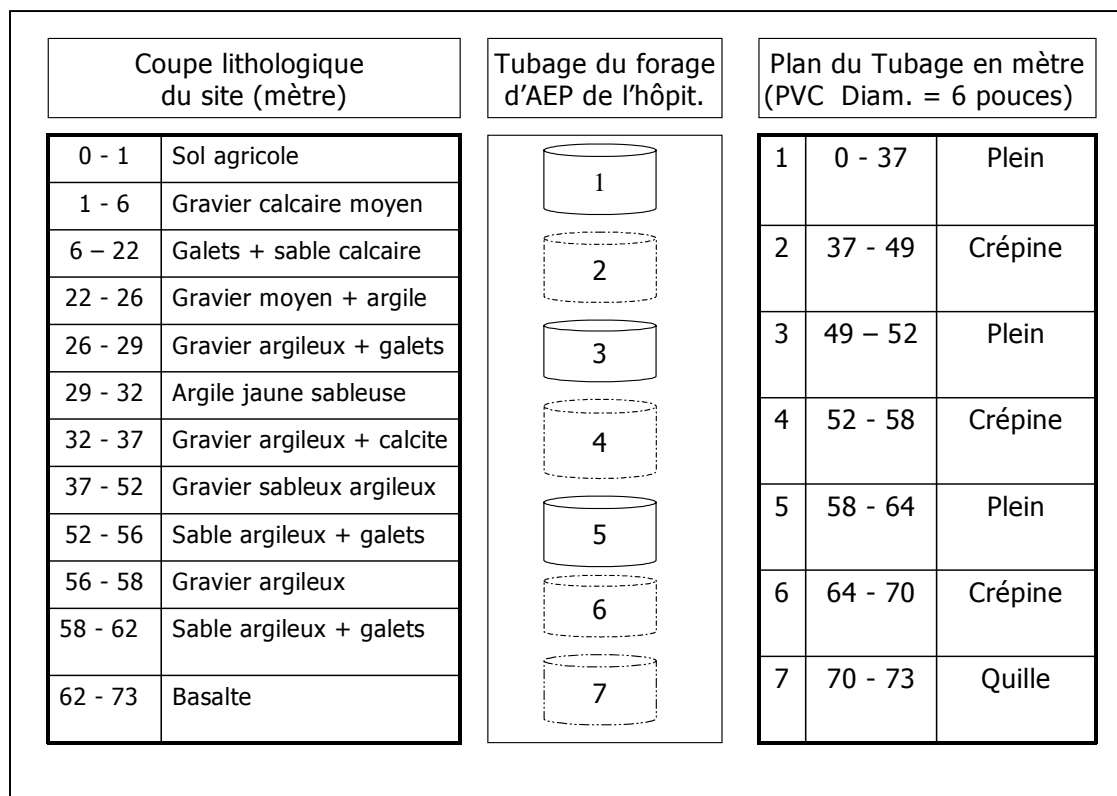 Coupe lithologique
du site (mètre)
0 - 1 Sol agricole
1 - 6 Gravier calcaire moyen
6 – 22 Galets + sable calcaire
22 - 26 Gravier moyen + argile
26 - 29 Gravier argileux + galets
29 - 32 Argile jaune sableuse
32 - 37 Gravier argileux + calcite
37 - 52 Gravier sableux argileux
52 - 56 Sable argileux + galets
56 - 58 Gravier argileux
58 - 62 Sable argileux + galets
62 - 73 Basalte
Tubage du forage
d’AEP de l’hôpit.
1
2
3
4
5
6
7
Plan du Tubage en mètre
(PVC Diam. = 6 pouces)
1 0 - 37 Plein
2 37 - 49 Crépine
3 49 – 52 Plein
4 52 - 58 Crépine
5 58 - 64 Plein
6 64 - 70 Crépine
7 70 - 73 Quille